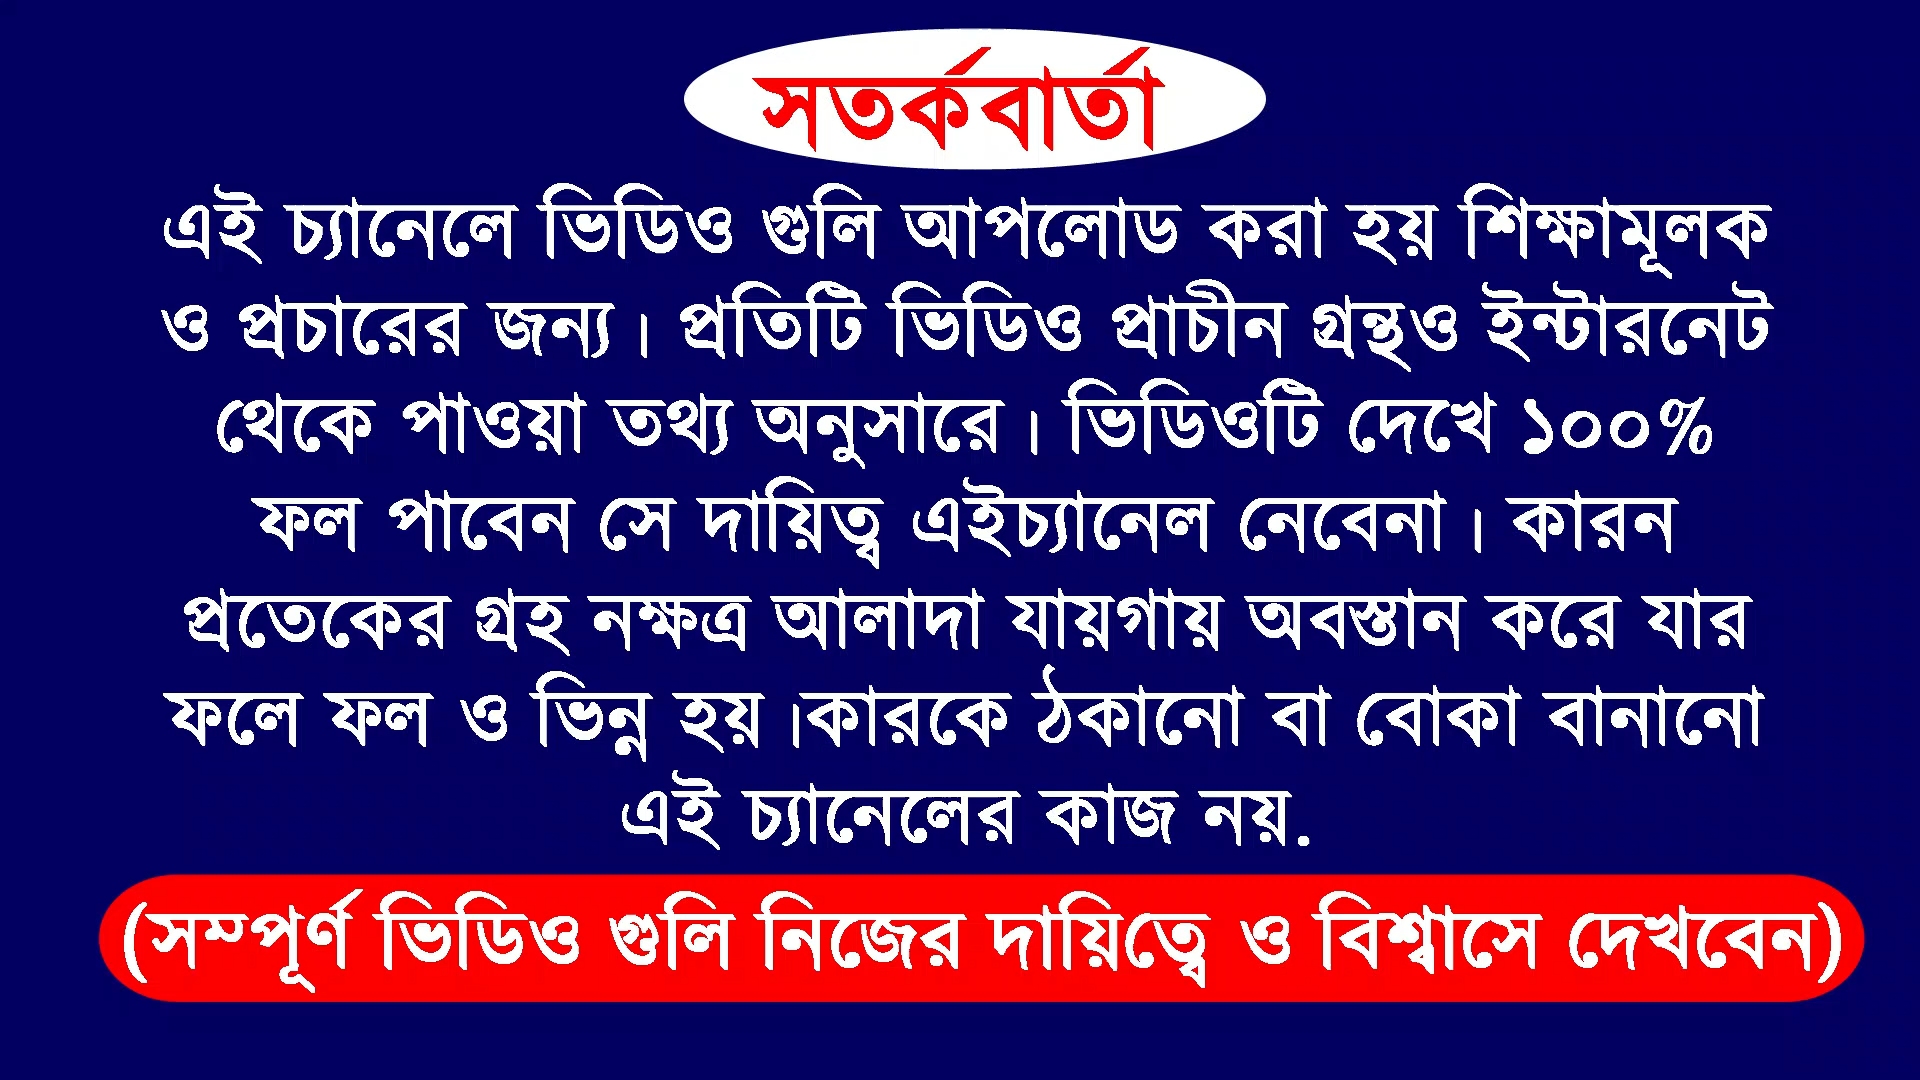 সতর্কবার্তা
এই চ্যানেলে ভিডিও গুলি আপলোড করা হয় শিক্ষামূলক
ও প্রচারের জন্য। প্রতিটি ভিডিও প্রাচীন গ্রন্থও ইন্টারনেট
থেকে পাওয়া তথ্য অনুসারে। ভিডিওটি দেখে ১০০%
ফল পাবেন সে দায়িত্ব এইচ্যানেল নেবেনা। কারন
প্রতেকের গ্রহ নক্ষত্র আলাদা যায়গায় অবস্তান করে যার
ফলে ফল ও ভিন্ন হয়।কারকে ঠকানো বা বোকা বানানো
এই চ্যানেলের কাজ নয়.
(সম্পূর্ণ ভিডিও গুলি নিজের দায়িত্বে ও বিশ্বাসে দেখবেন)